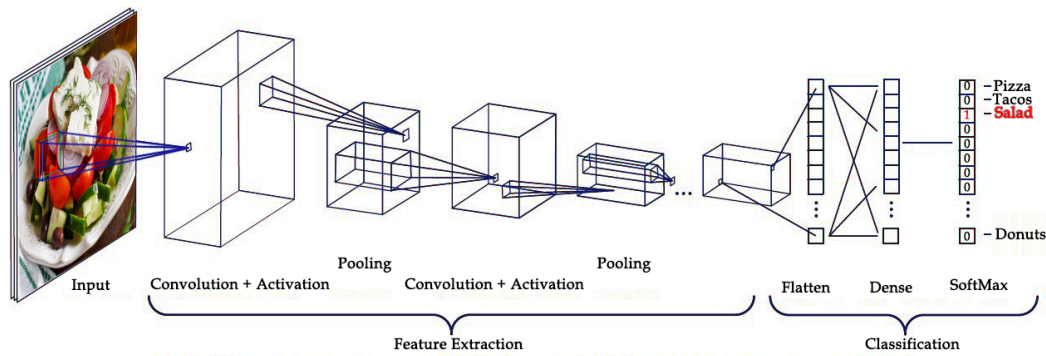 0 Pizza
0 Tacos
1 Salad
0
0
0
0
0
0 Donuts
Pooling
Pooling
Input
Convolution + Activation
Convolution + Activation
Flatten
Dense
SoftMax
Feature Extraction
Classification